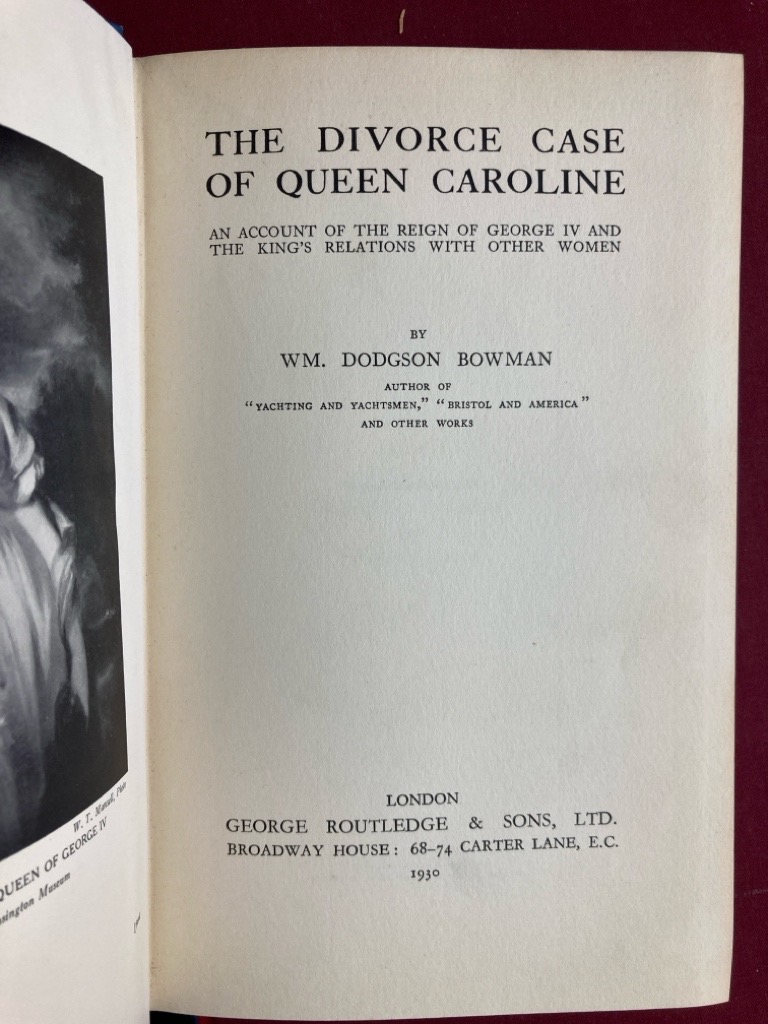 W. T. Mansell, Photo
QUEEN OF GEORGE IV
Museum
THE DIVORCE CASE
OF QUEEN CAROLINE
AN ACCOUNT OF THE REIGN OF GEORGE IV AND
THE KING'S RELATIONS WITH OTHER WOMEN
BY
WM. DODGSON BOWMAN
AUTHOR OF
"YACHTING AND YACHTSMEN," "BRISTOL AND AMERICA"
AND OTHER WORKS
LONDON
GEORGE ROUTLEDGE & SONS, LTD.
BROADWAY HOUSE: 68–74 CARTER LANE, E.C.
1930